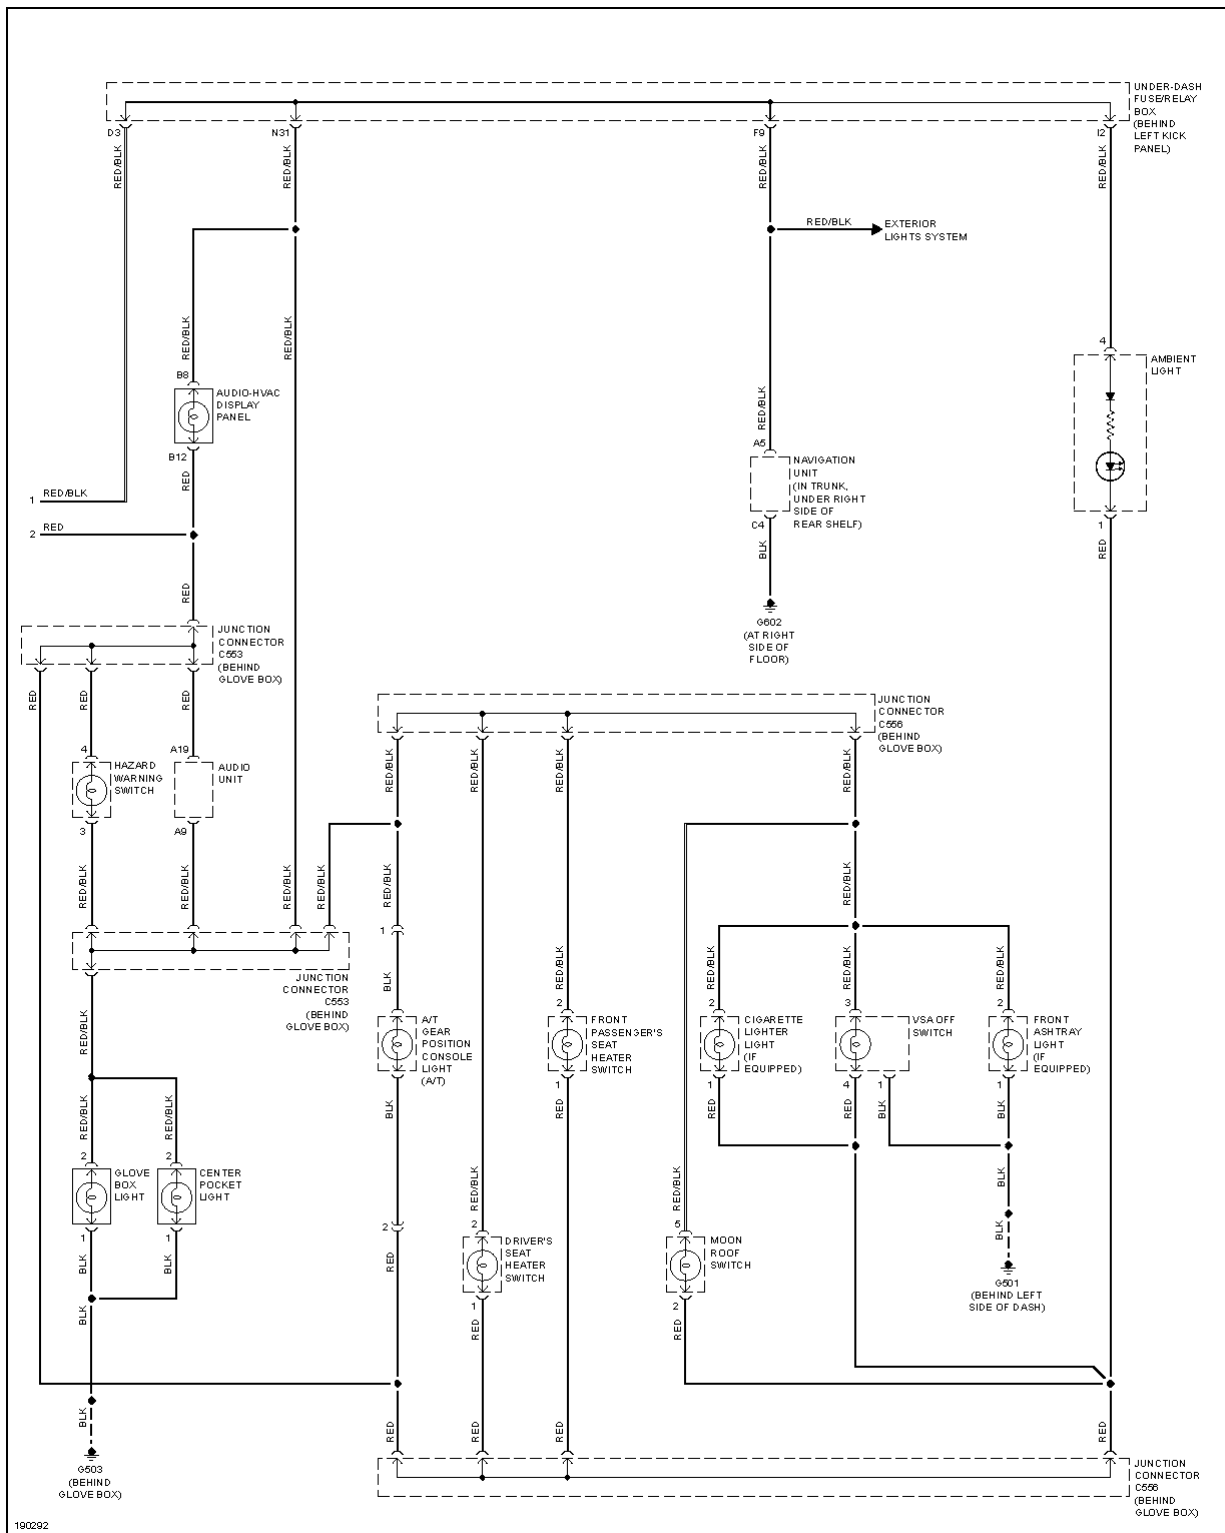 UNDER-DASH
FUSE/RELAY
BOX
(BEHIND
LEFT KICK
PANEL)
D3
N31
F9
I2
RED/BLK
RED/BLK
RED/BLK
RED/BLK
RED/BLK
EXTERIOR
LIGHTS SYSTEM
RED/BLK
RED/BLK
4
AMBIENT
LIGHT
B8
AUDIO-HVAC
DISPLAY
PANEL
B12
RED
RED/BLK
A5
NAVIGATION
UNIT
(IN TRUNK,
UNDER RIGHT
SIDE OF
REAR SHELF)
C4
BLK
1
RED
1 RED/BLK
2 RED
RED
G602
(AT RIGHT
SIDE OF
FLOOR)
JUNCTION
CONNECTOR
C553
(BEHIND
GLOVE BOX)
RED
RED
RED
JUNCTION
CONNECTOR
C556
(BEHIND
GLOVE BOX)
RED/BLK
RED/BLK
RED/BLK
RED/BLK
4
HAZARD
WARNING
SWITCH
3
A19
AUDIO
UNIT
A9
RED/BLK
RED/BLK
RED/BLK
RED/BLK
RED/BLK
RED/BLK
1
BLK
JUNCTION
CONNECTOR
C553
(BEHIND
GLOVE BOX)
RED/BLK
RED/BLK
RED/BLK
RED/BLK
RED/BLK
A/T
GEAR
POSITION
CONSOLE
LIGHT
(A/T)
2
FRONT
PASSENGER'S
SEAT
HEATER
SWITCH
1
2
CIGARETTE
LIGHTER
LIGHT
(IF
EQUIPPED)
1
3
VSA OFF
SWITCH
4
1
2
FRONT
ASHTRAY
LIGHT
(IF
EQUIPPED)
1
BLK
RED
RED
RED
BLK
BLK
RED/BLK
RED/BLK
2
GLOVE
BOX
LIGHT
1
2
CENTER
POCKET
LIGHT
1
BLK
BLK
BLK
2
RED
RED/BLK
2
DRIVER'S
SEAT
HEATER
SWITCH
1
RED
RED/BLK
5
MOON
ROOF
SWITCH
2
RED
BLK
BLK
G501
(BEHIND LEFT
SIDE OF DASH)
BLK
G503
(BEHIND
GLOVE BOX)
RED
RED
RED
RED
JUNCTION
CONNECTOR
C556
(BEHIND
GLOVE BOX)
190292